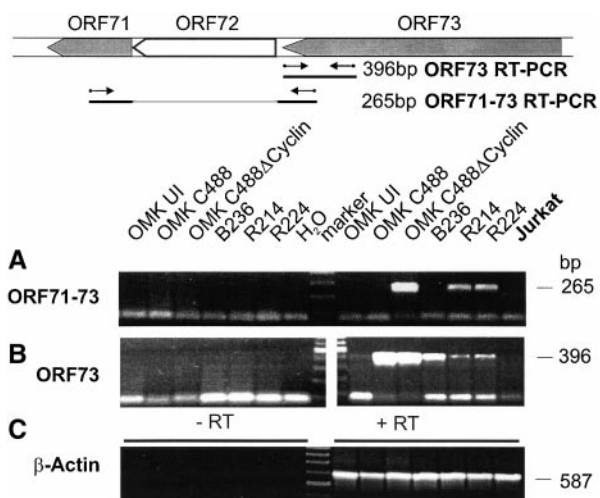 ORF71 ORF72 ORF73
396bp ORF73 RT-PCR
265bp ORF71-73 RT-PCR
OMK UI
OMK C488
OMK C488ΔCyclin
B236
R214
R224
H₂O
marker
OMK UI
OMK C488
OMK C488ΔCyclin
B236
R214
R224
Jurkat
A
bp
ORF71-73
265
B
ORF73
396
- RT + RT
C
β-Actin
587